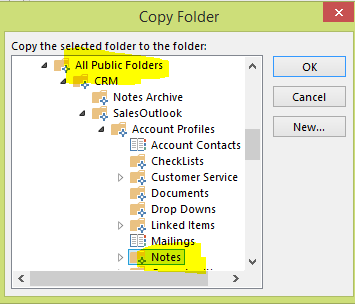 Copy Folder
Copy the selected folder to the folder:
All Public Folders
CRM
Notes Archive
SalesOutlook
Account Profiles
Account Contacts
CheckLists
Customer Service
Documents
Drop Downs
Linked Items
Mailings
Notes
OK
Cancel
New...